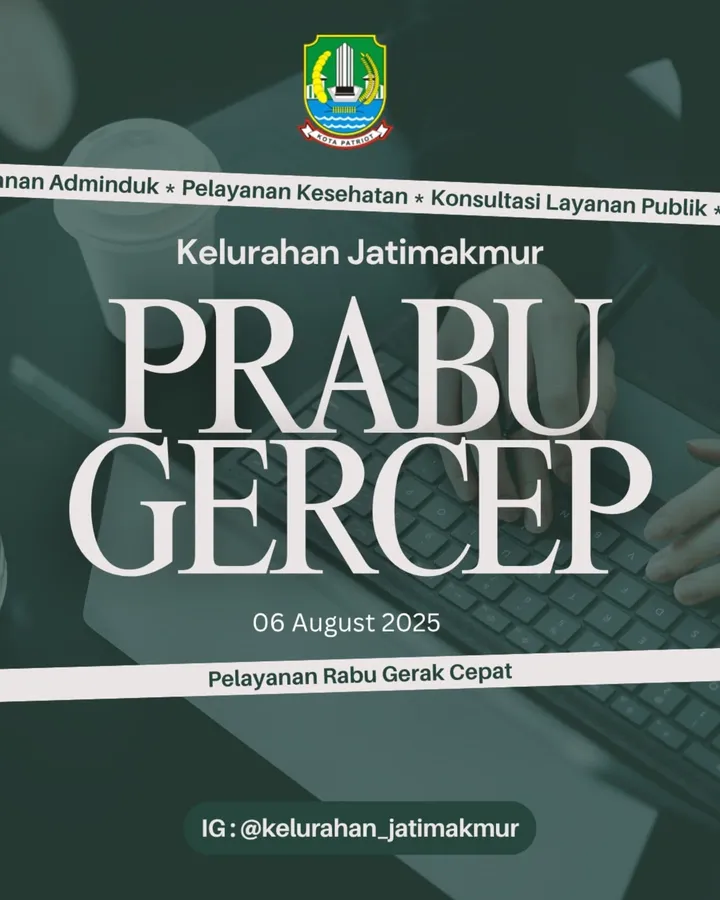 KOTA PATRIOT
Adminduk * Pelayanan Kesehatan * Konsultasi Layanan Publik *
Kelurahan Jatimakmur
PRABU
GERCEP
06 August 2025
Pelayanan Rabu Gerak Cepat
IG : @kelurahan_jatimakmur